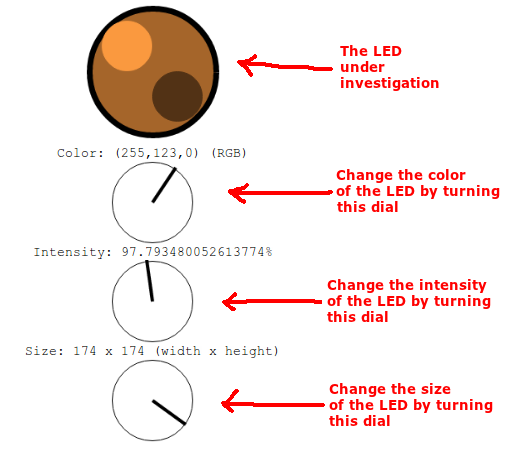 The LED
under
investigation
Color: (255,123,0) (RGB)
Change the color
of the LED by turning
this dial
Intensity: 97.793480052613774%
Change the intensity
of the LED by turning
this dial
Size: 174 x 174 (width x height)
Change the size
of the LED by turning
this dial